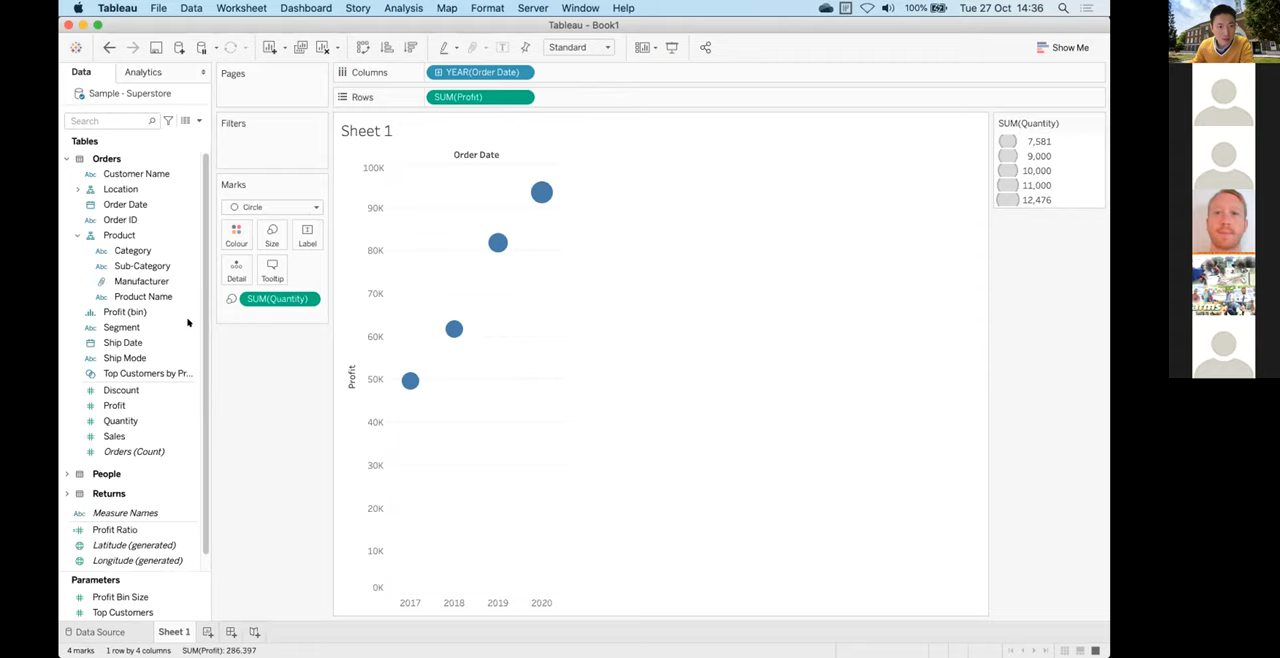 Tableau File Data Worksheet Dashboard Story Analysis Map Format Server Window Help 100% Tue 27 Oct 14:36
Tableau - Book1
Standard Show Me
Data Analytics
Sample - Superstore
Search
Tables
Orders
Customer Name
Location
Order Date
Order ID
Product
Category
Sub-Category
Manufacturer
Product Name
Profit (bin)
Segment
Ship Date
Ship Mode
Top Customers by Pr...
Discount
Profit
Quantity
Sales
Orders (Count)
People
Returns
Measure Names
Profit Ratio
Latitude (generated)
Longitude (generated)
Parameters
Profit Bin Size
Top Customers
Pages
Filters
Marks
Circle
Colour Size Label
Detail Tooltip
SUM(Quantity)
Columns YEAR(Order Date)
Rows SUM(Profit)
Sheet 1
Order Date
100K
90K
80K
70K
60K
50K
40K
30K
20K
10K
0K
Profit
2017 2018 2019 2020
SUM(Quantity)
7,581
9,000
10,000
11,000
12,476
Data Source Sheet 1
4 marks 1 row by 4 columns SUM(Profit): 286.397